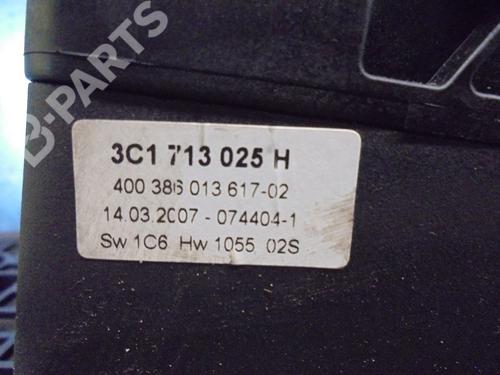 B-PARTS
3C1 713 025 H
400 386 013 617-02
14.03.2007 - 074404-1
Sw 1C6 Hw 1055 02S